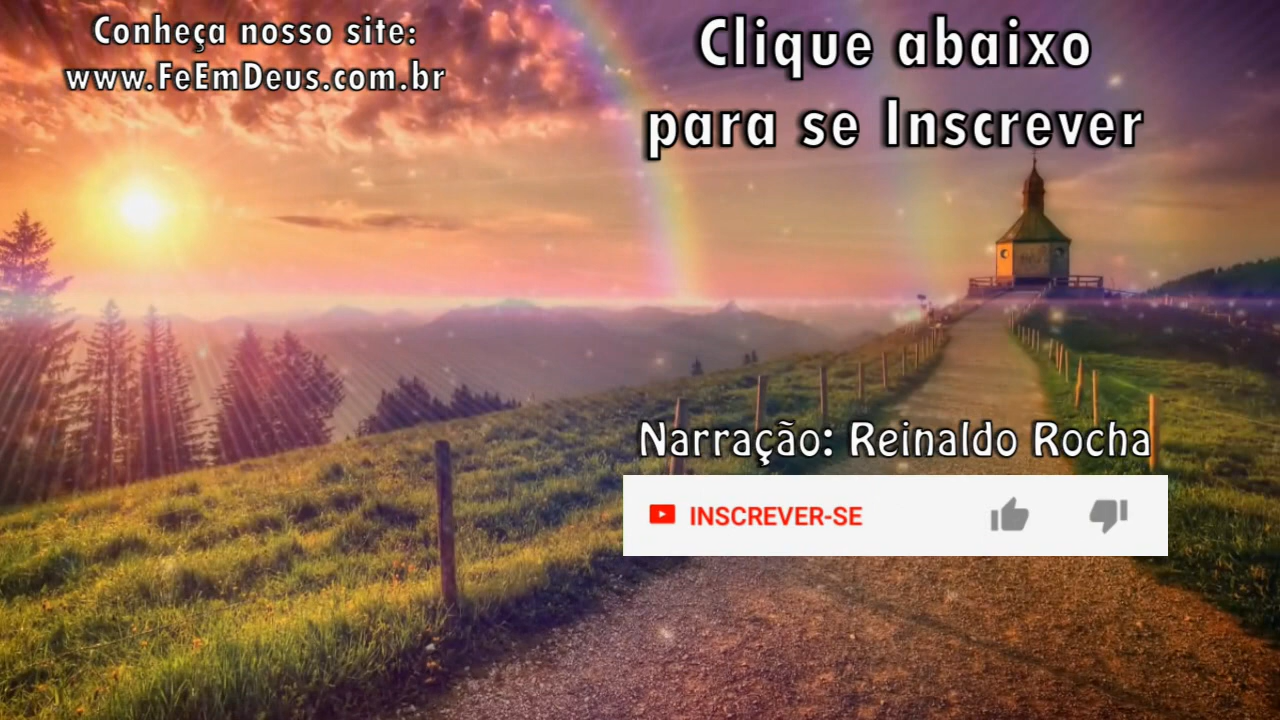 Conheça nosso site:
www.FeEmDeus.com.br
Clique abaixo
para se Inscrever
Narração: Reinaldo Rocha
INSCREVER-SE